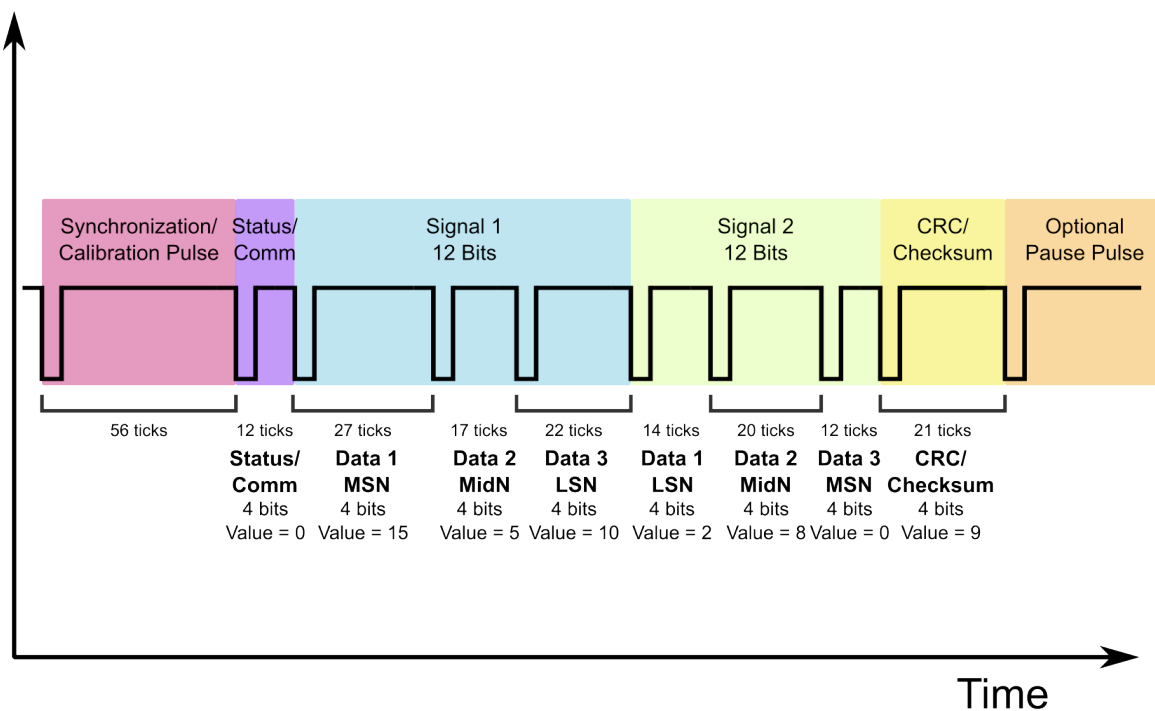 Synchronization/
Calibration Pulse
Status/
Comm
Signal 1
12 Bits
Signal 2
12 Bits
CRC/
Checksum
Optional
Pause Pulse
56 ticks
12 ticks
Status/
Comm
4 bits
Value = 0
27 ticks
Data 1
MSN
4 bits
Value = 15
17 ticks
Data 2
MidN
4 bits
Value = 5
22 ticks
Data 3
LSN
4 bits
Value = 10
14 ticks
Data 1
LSN
4 bits
Value = 2
20 ticks
Data 2
MidN
4 bits
Value = 8
12 ticks
Data 3
MSN
4 bits
Value = 0
21 ticks
CRC/
Checksum
4 bits
Value = 9
Time